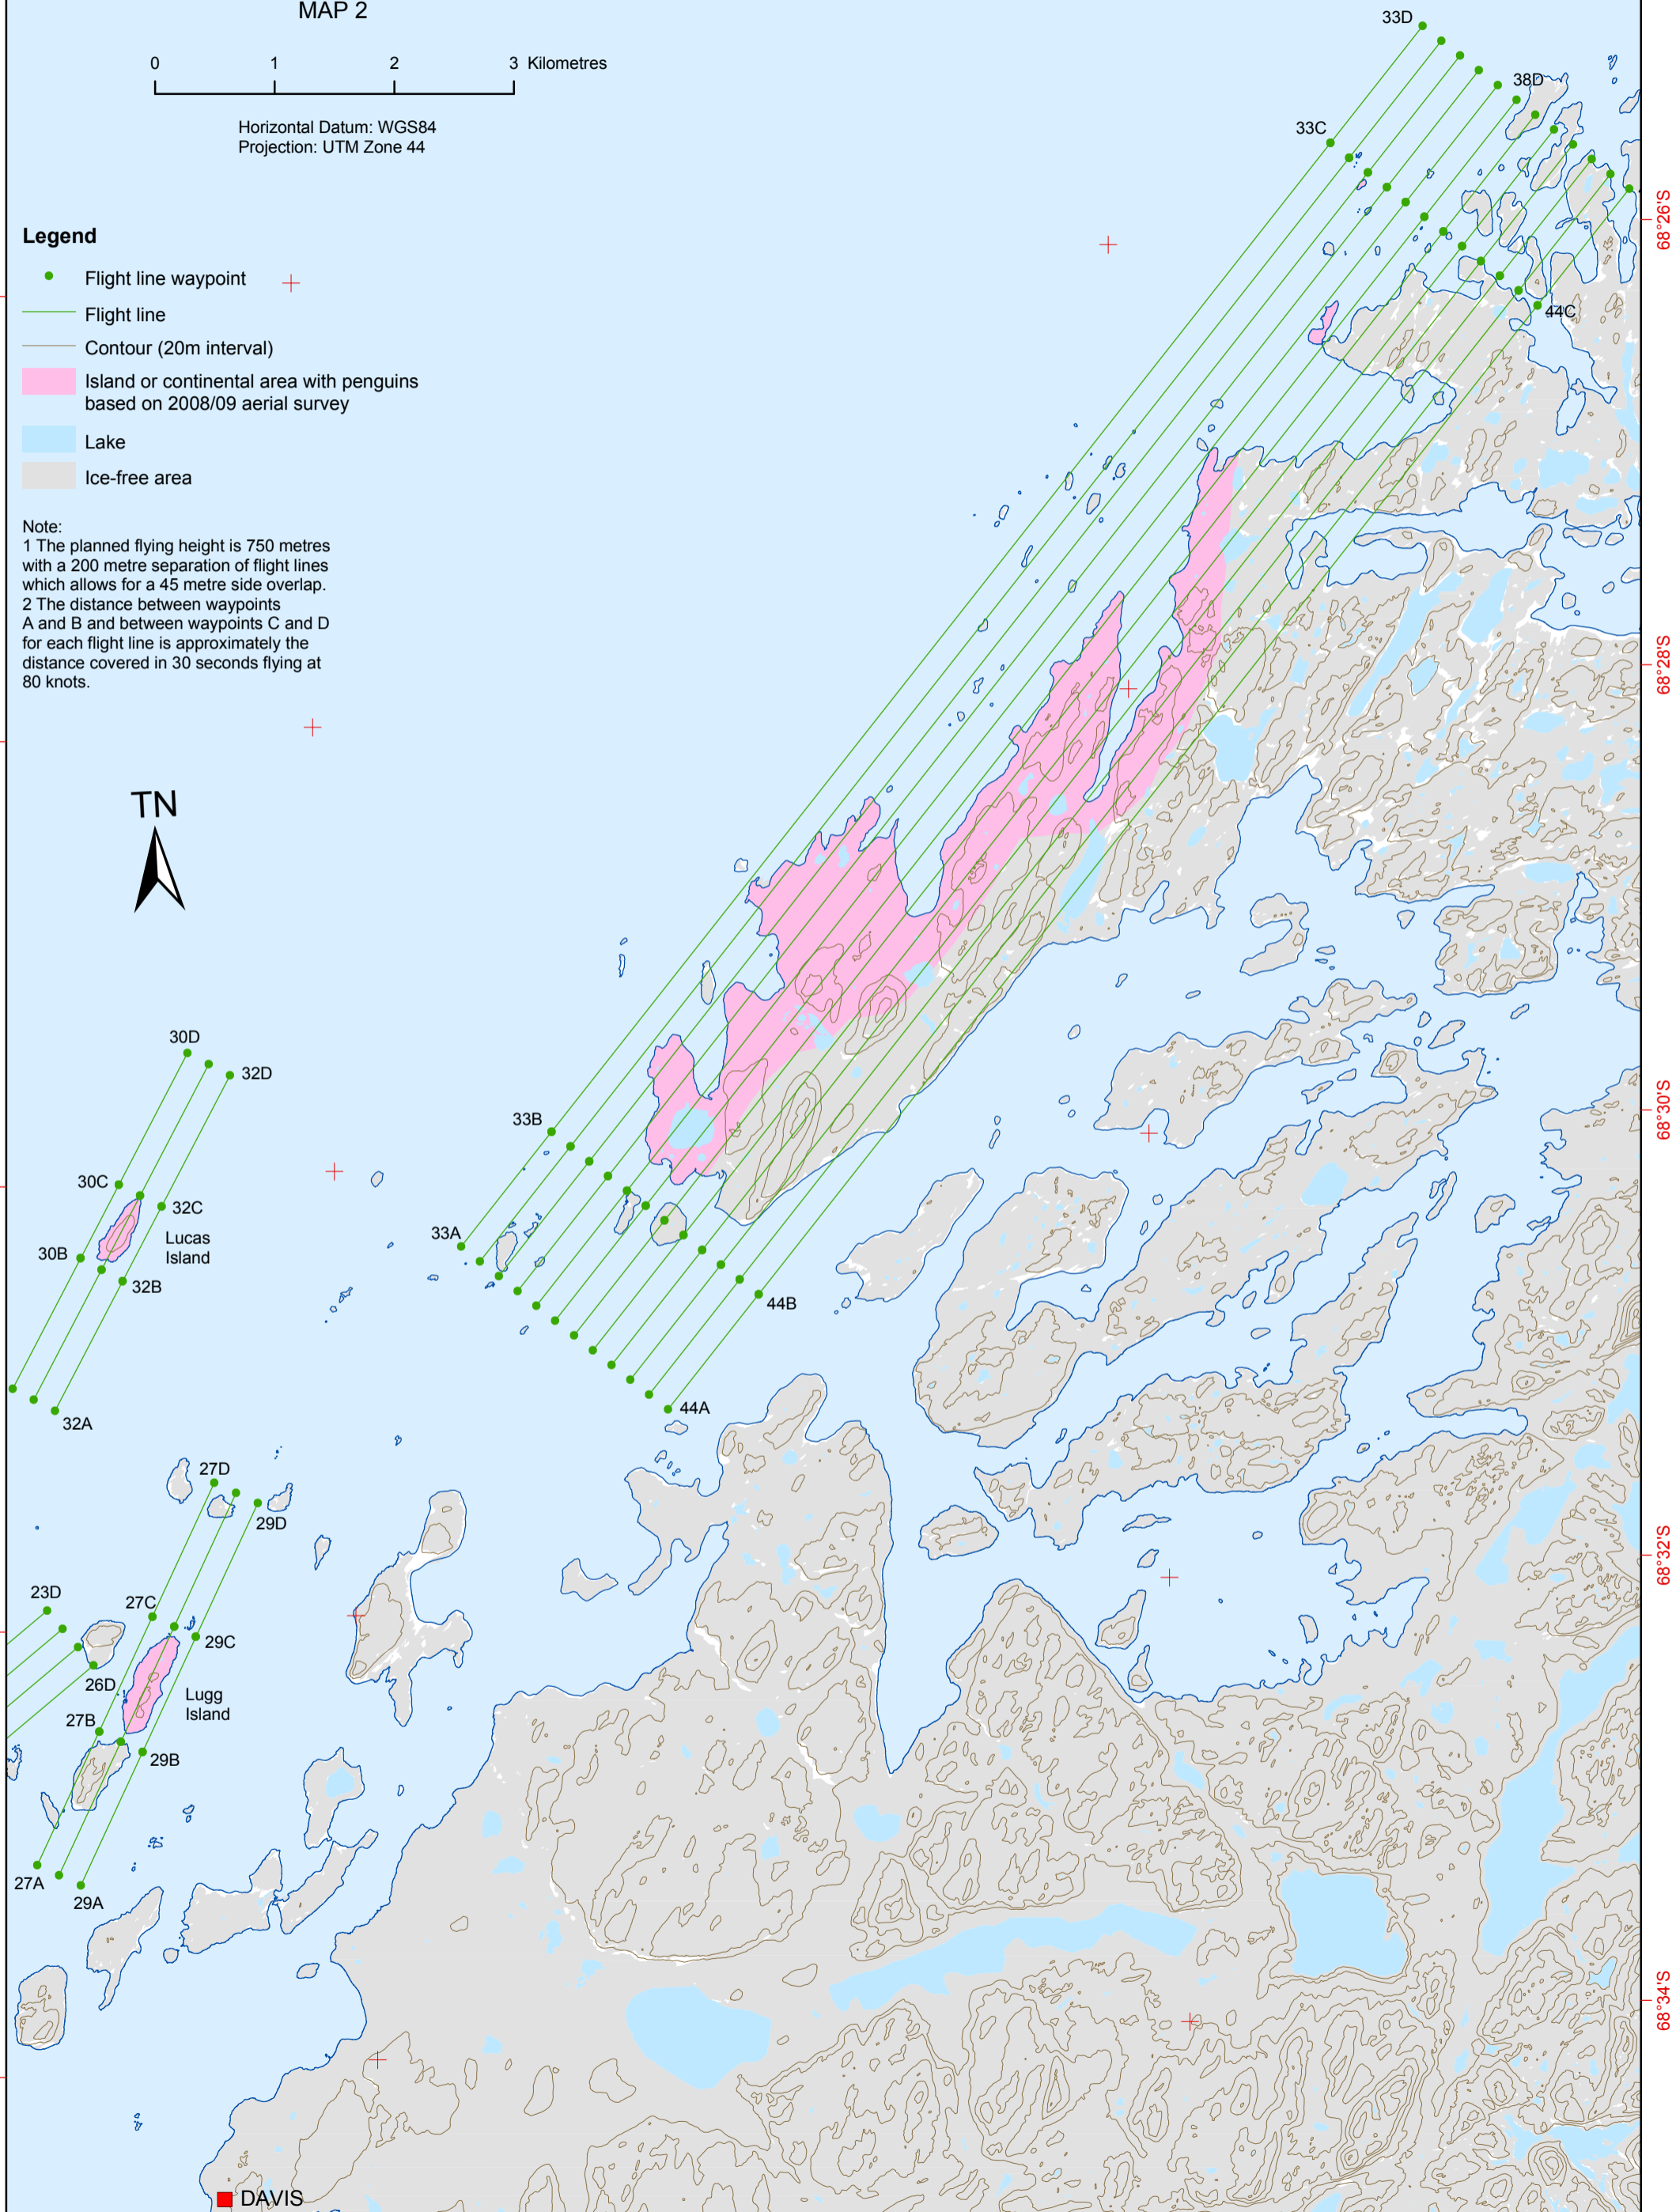 MAP 2
0 1 2 3 Kilometres
Horizontal Datum: WGS84
Projection: UTM Zone 44
Legend
Flight line waypoint
Flight line
Contour (20m interval)
Island or continental area with penguins
based on 2008/09 aerial survey
Lake
Ice-free area
Note:
1 The planned flying height is 750 metres
with a 200 metre separation of flight lines
which allows for a 45 metre side overlap.
2 The distance between waypoints
A and B and between waypoints C and D
for each flight line is approximately the
distance covered in 30 seconds flying at
80 knots.
TN
33D
38D
33C
68°26'S
44C
68°28'S
30D
32D
33B
68°30'S
30C
32C
33A
Lucas
Island
30B
32B
44B
44A
32A
27D
29D
68°32'S
23D
27C
29C
26D
Lugg
Island
27B
29B
27A
29A
68°34'S
DAVIS